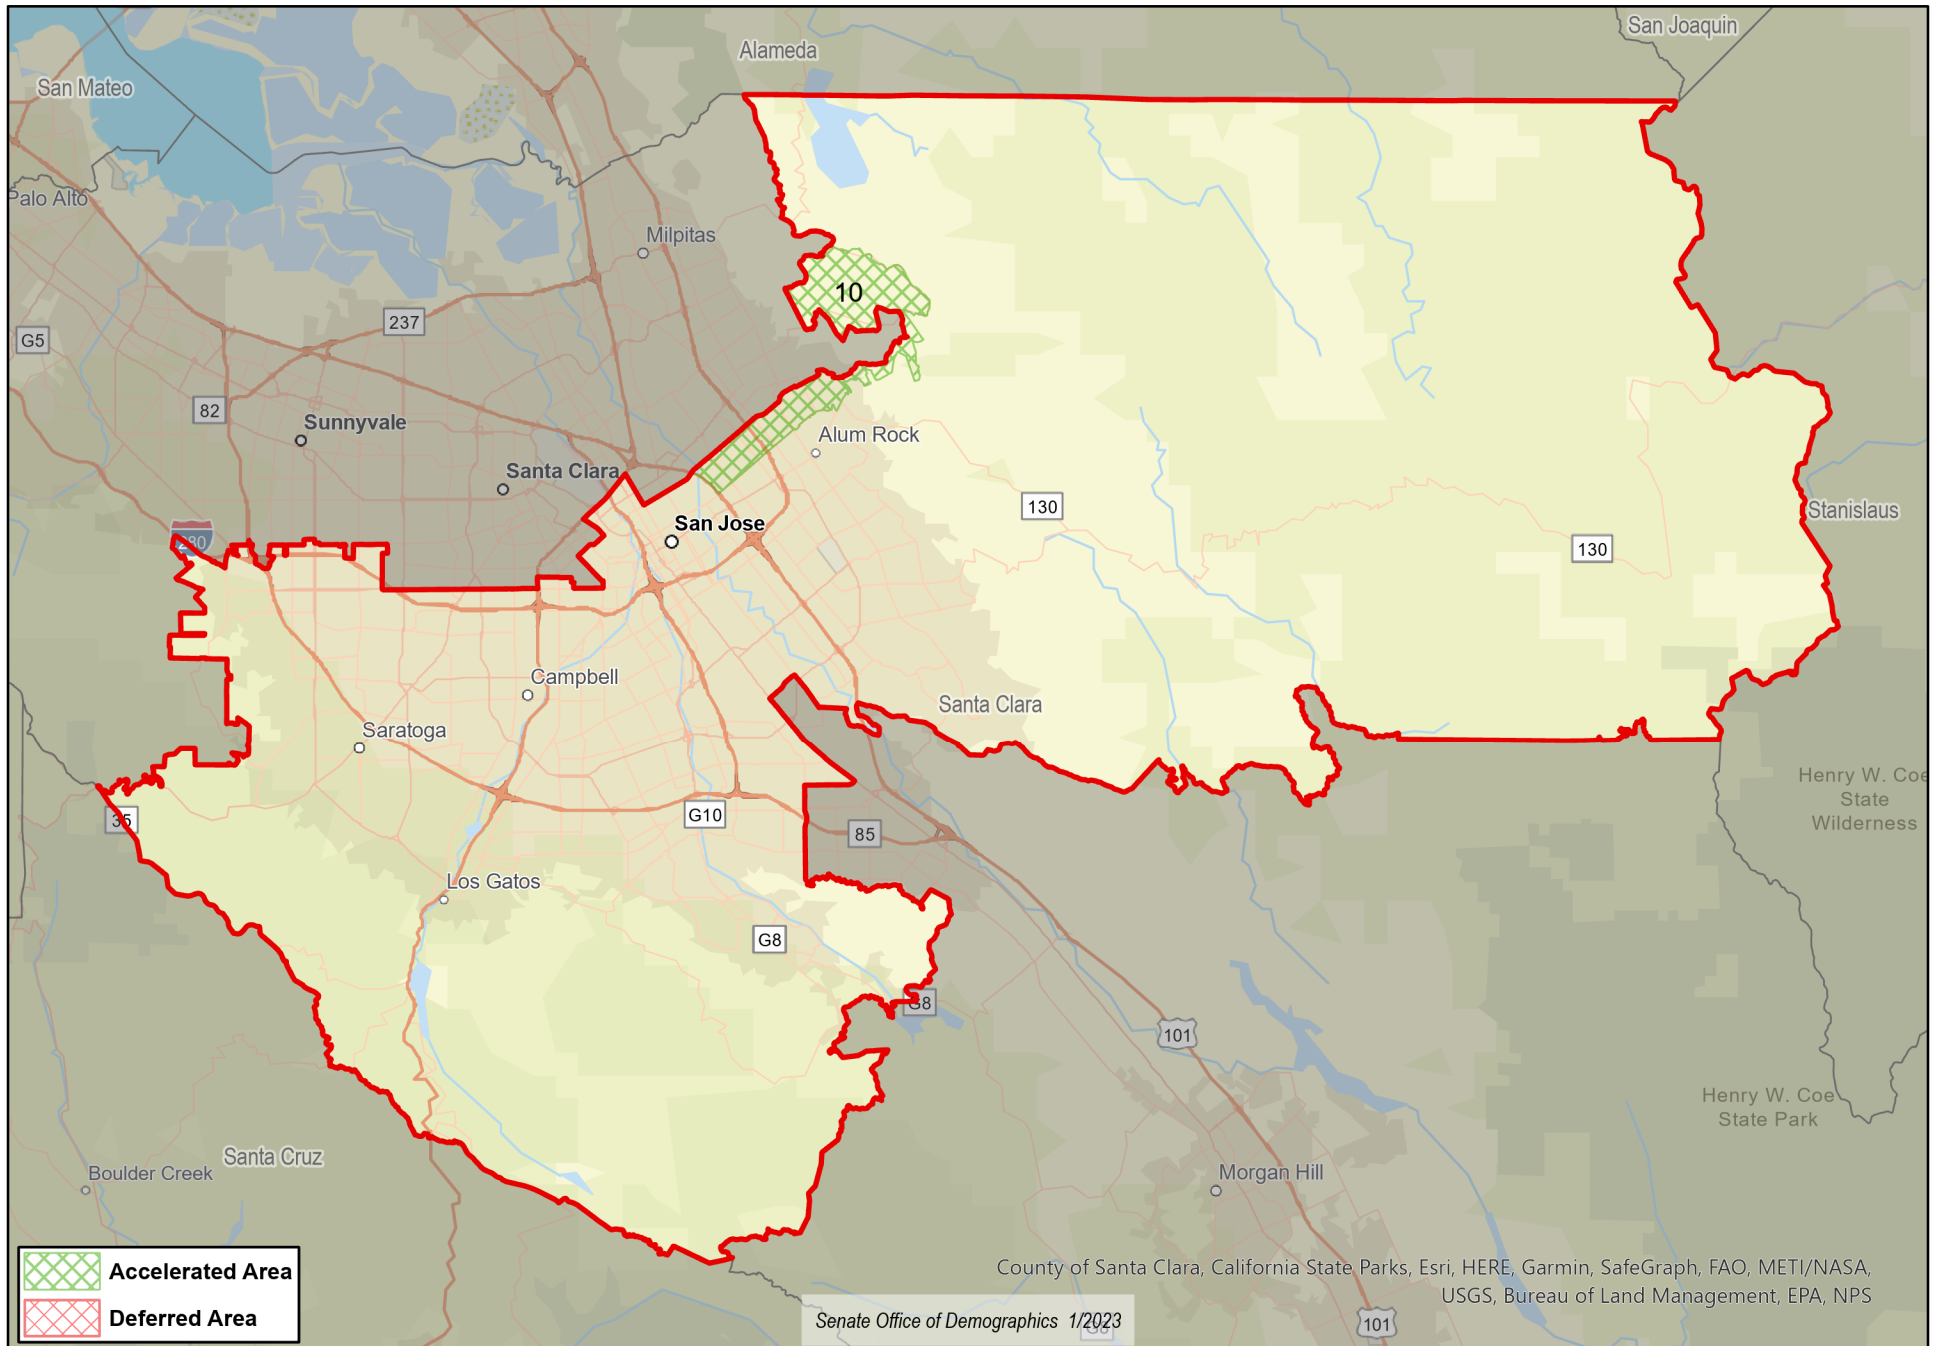 San Joaquin
Alameda
San Mateo
Palo Alto
Milpitas
10
237
G5
82
Sunnyvale
Alum Rock
Santa Clara
130
Stanislaus
San Jose
280
130
Campbell
Santa Clara
Saratoga
Henry W. Coe
State
Wilderness
35
G10
85
Los Gatos
G8
G8
101
Henry W. Coe
State Park
Santa Cruz
Boulder Creek
Morgan Hill
Accelerated Area
Deferred Area
County of Santa Clara, California State Parks, Esri, HERE, Garmin, SafeGraph, FAO, METI/NASA,
USGS, Bureau of Land Management, EPA, NPS
Senate Office of Demographics 1/2023
101